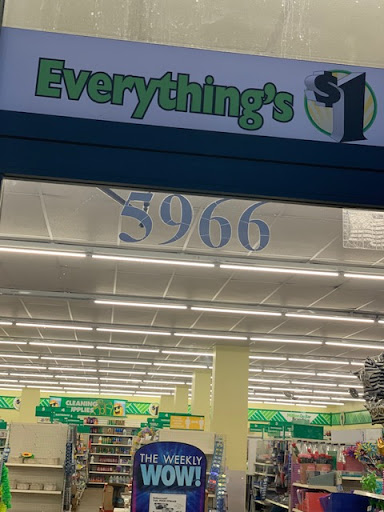 Everything's $1
5966
CLEANING
SUPPLIES
THE WEEKLY
WOW!